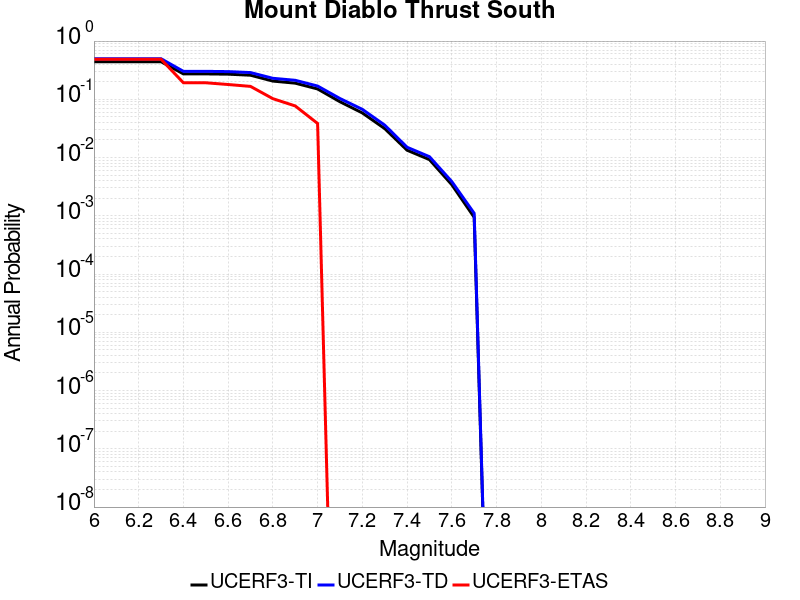 Mount Diablo Thrust South
Annual Probability
10^0
10^-1
10^-2
10^-3
10^-4
10^-5
10^-6
10^-7
10^-8
6 6.2 6.4 6.6 6.8 7 7.2 7.4 7.6 7.8 8 8.2 8.4 8.6 8.8 9
Magnitude
UCERF3-TI UCERF3-TD UCERF3-ETAS